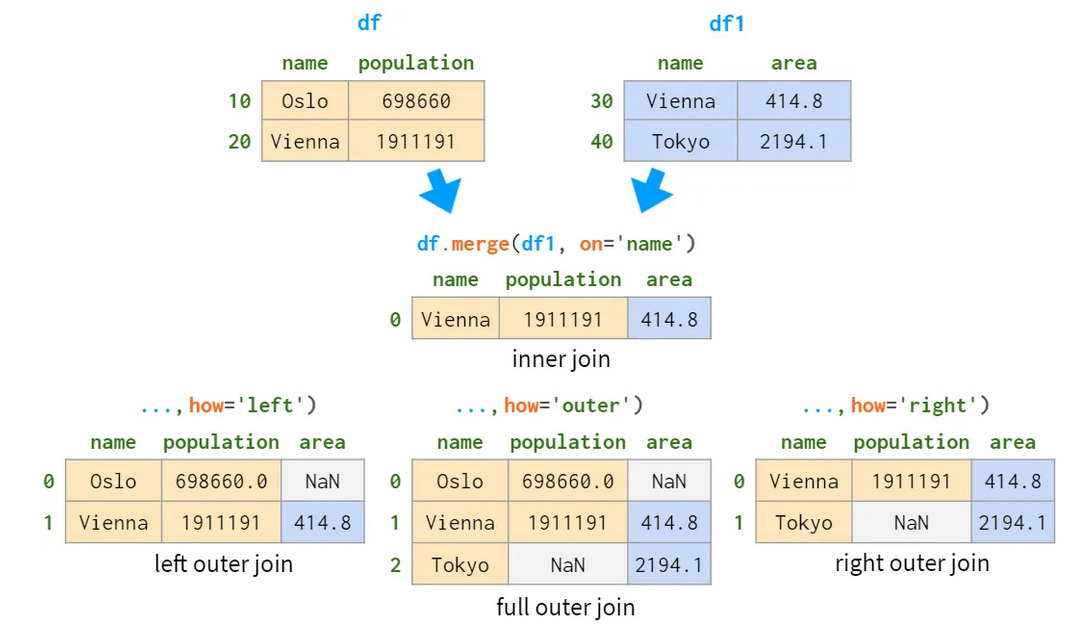 df
name population
10 Oslo 698660
20 Vienna 1911191
df1
name area
30 Vienna 414.8
40 Tokyo 2194.1
df.merge(df1, on='name')
name population area
0 Vienna 1911191 414.8
inner join
...,how='left')
name population area
0 Oslo 698660.0 NaN
1 Vienna 1911191 414.8
left outer join
...,how='outer')
name population area
0 Oslo 698660.0 NaN
1 Vienna 1911191 414.8
2 Tokyo NaN 2194.1
full outer join
...,how='right')
name population area
0 Vienna 1911191 414.8
1 Tokyo NaN 2194.1
right outer join